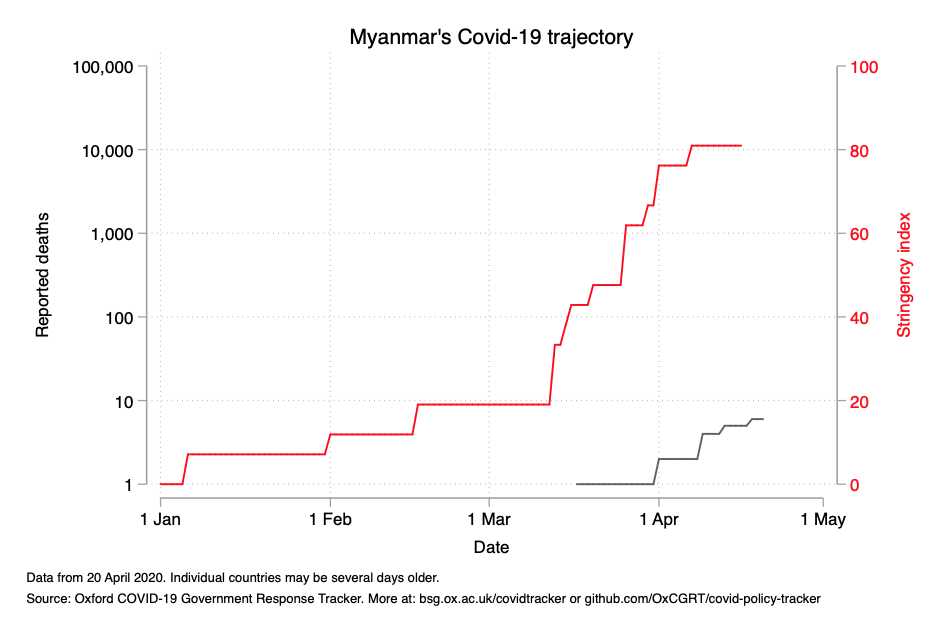 Myanmar's Covid-19 trajectory
100,000
10,000
1,000
100
10
1
Reported deaths
100
80
60
40
20
0
Stringency index
1 Jan
1 Feb
1 Mar
1 Apr
1 May
Date
Data from 20 April 2020. Individual countries may be several days older.
Source: Oxford COVID-19 Government Response Tracker. More at: bsg.ox.ac.uk/covidtracker or github.com/OxCGRT/covid-policy-tracker